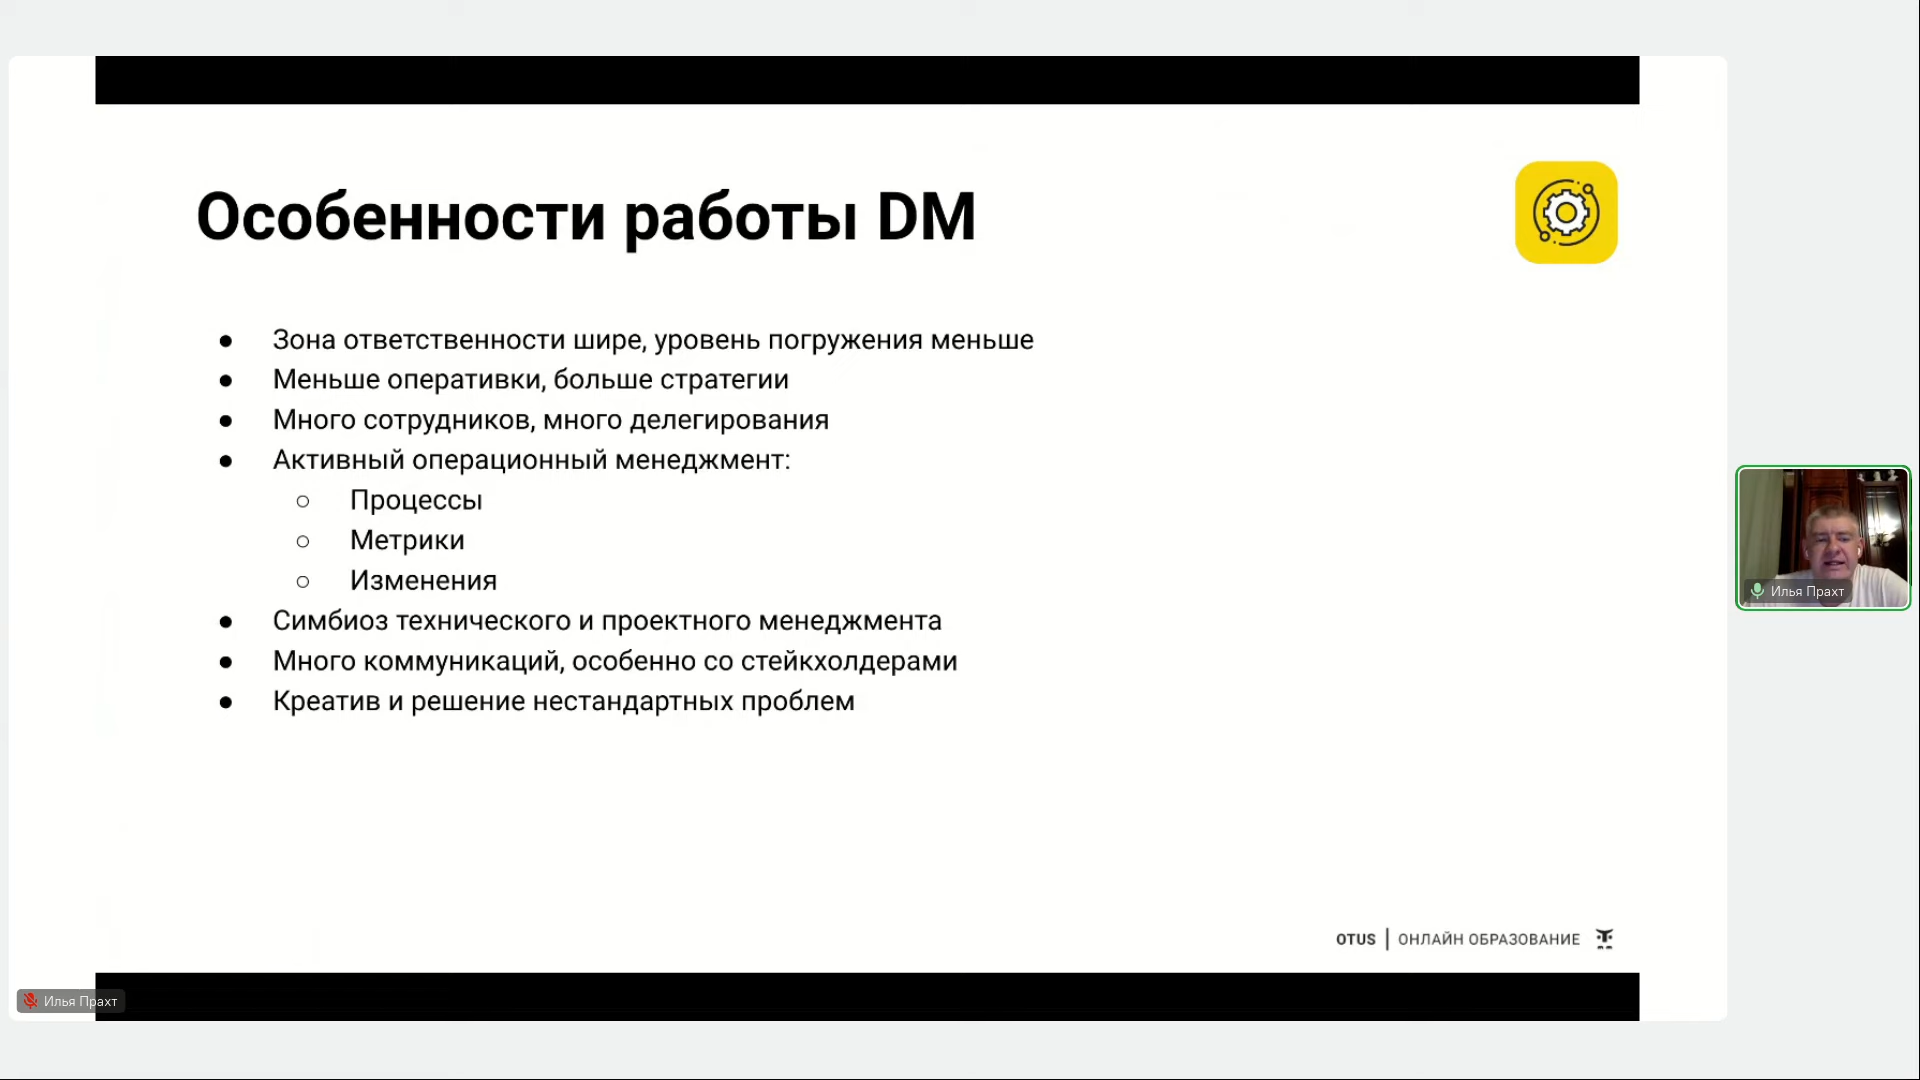 Особенности работы DM
● Зона ответственности шире, уровень погружения меньше
● Меньше оперативки, больше стратегии
● Много сотрудников, много делегирования
● Активный операционный менеджмент:
○ Процессы
○ Метрики
○ Изменения
● Симбиоз технического и проектного менеджмента
● Много коммуникаций, особенно со стейкхолдерами
● Креатив и решение нестандартных проблем
Илья Прахт
OTUS | ОНЛАЙН ОБРАЗОВАНИЕ
Илья Прахт